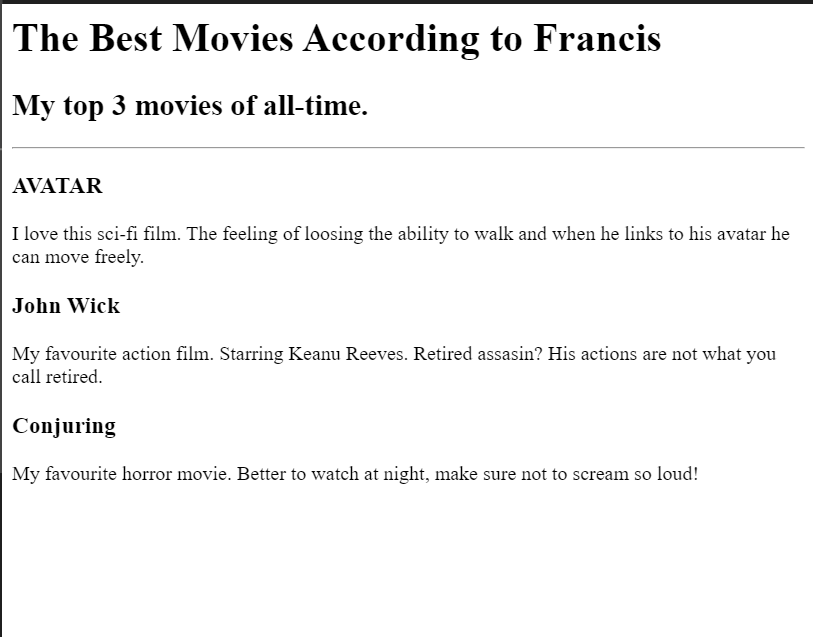 The Best Movies According to Francis
My top 3 movies of all-time.
AVATAR
I love this sci-fi film. The feeling of loosing the ability to walk and when he links to his avatar he
can move freely.
John Wick
My favourite action film. Starring Keanu Reeves. Retired assasin? His actions are not what you
call retired.
Conjuring
My favourite horror movie. Better to watch at night, make sure not to scream so loud!